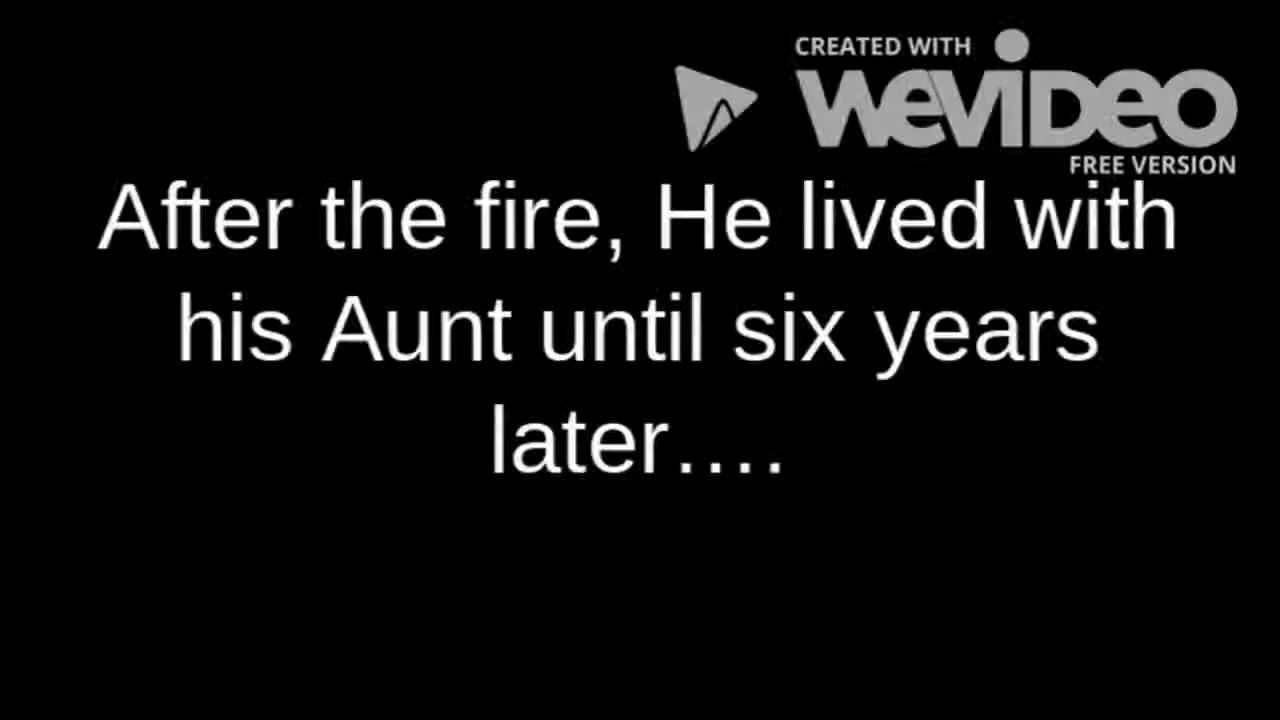 CREATED WITH
WEVIDEO
FREE VERSION
After the fire, He lived with
his Aunt until six years
later....